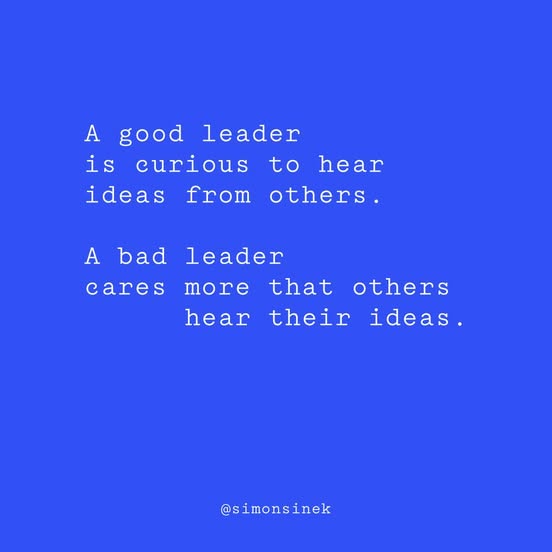 A good leader
is curious to hear
ideas from others.
A bad leader
cares more that others
hear their ideas.
@simonsinek